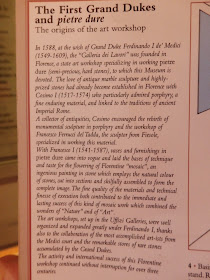 The First Grand Dukes
and pietre dure
The origins of the art workshop
In 1588, at the wish of Grand Duke Ferdinando I de' Medici
(1549-1609), the "Galleria dei Lavori" was founded in
Florence, a state art workshop specializing in working pietre
dure (semi-precious, hard stones), to which this Museum is
devoted. The love of antique marble sculpture and highly-
prized stones had already become established in Florence with
Cosimo I (1517-1574) who particularly admired porphyry, a
fine enduring material, and linked to the traditions of ancient
Imperial Rome.
A collector of antiquities, Cosimo encouraged the rebirth of
monumental sculpture in porphyry and the workshop of
Francesco Ferrucci del Tadda, the sculptor from Fiesole,
specialized in working this material.
With Francesco I (1541-1587), vases and furnishings in
pietre dure came into vogue and laid the bases of technique
and taste for the flowering of Florentine "mosaic", an
ingenious painting in stone which employs the natural colour
of stones, cut into sections and skilfully assembled to form the
complete image. The fine quality of the materials and technical
finesse of execution both contributed to the immediate and
lasting success of this kind of mosaic work which combined the
wonders of "Nature" and of "Art".
The art workshops, set up in the Uffizi Galleries, were well
organized and expanded greatly under Ferdinando I, thanks
also to the collaboration of the most accomplished art-ists from
the Medici court and the remarkable stores of rare stones
accumulated by the Grand Dukes.
The activity and international success of this Florentine
workshop continued without interruption for over three
centuries.